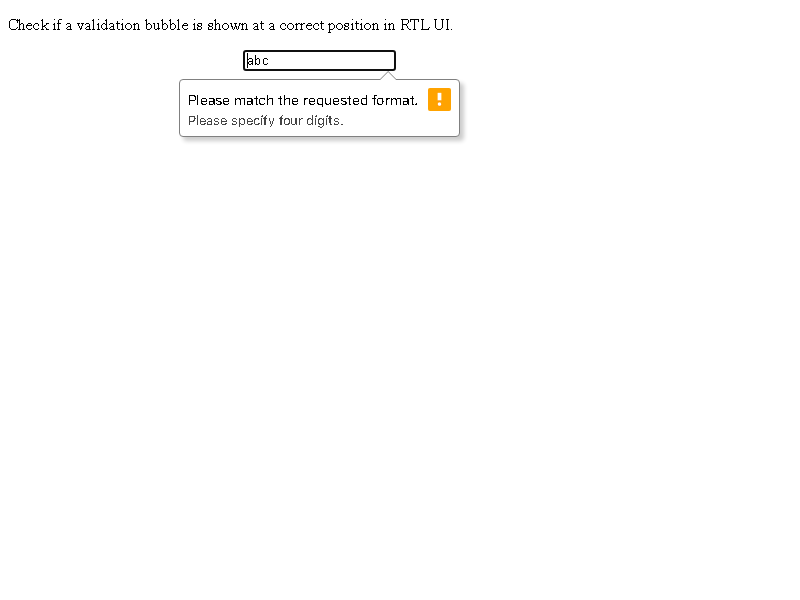 Check if a validation bubble is shown at a correct position in RTL UI.
abc
Please match the requested format.
Please specify four digits.